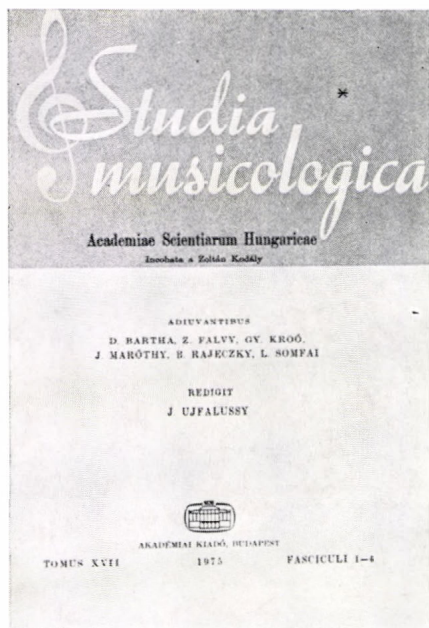 Studia
musicologica
Academiae Scientiarum Hungaricae
Incohata a Zoltán Kodály
ADIUVANTIBUS
D. BARTHA, Z. FALVY, GY. KROÓ,
J. MARÓTHY, B. RAJECZKY, L. SOMFAI
REDIGIT
J UJFALUSSY
AKADÉMIAI KIADÓ, BUDAPEST
TOMUS XVII 1975 FASCICULI 1–4